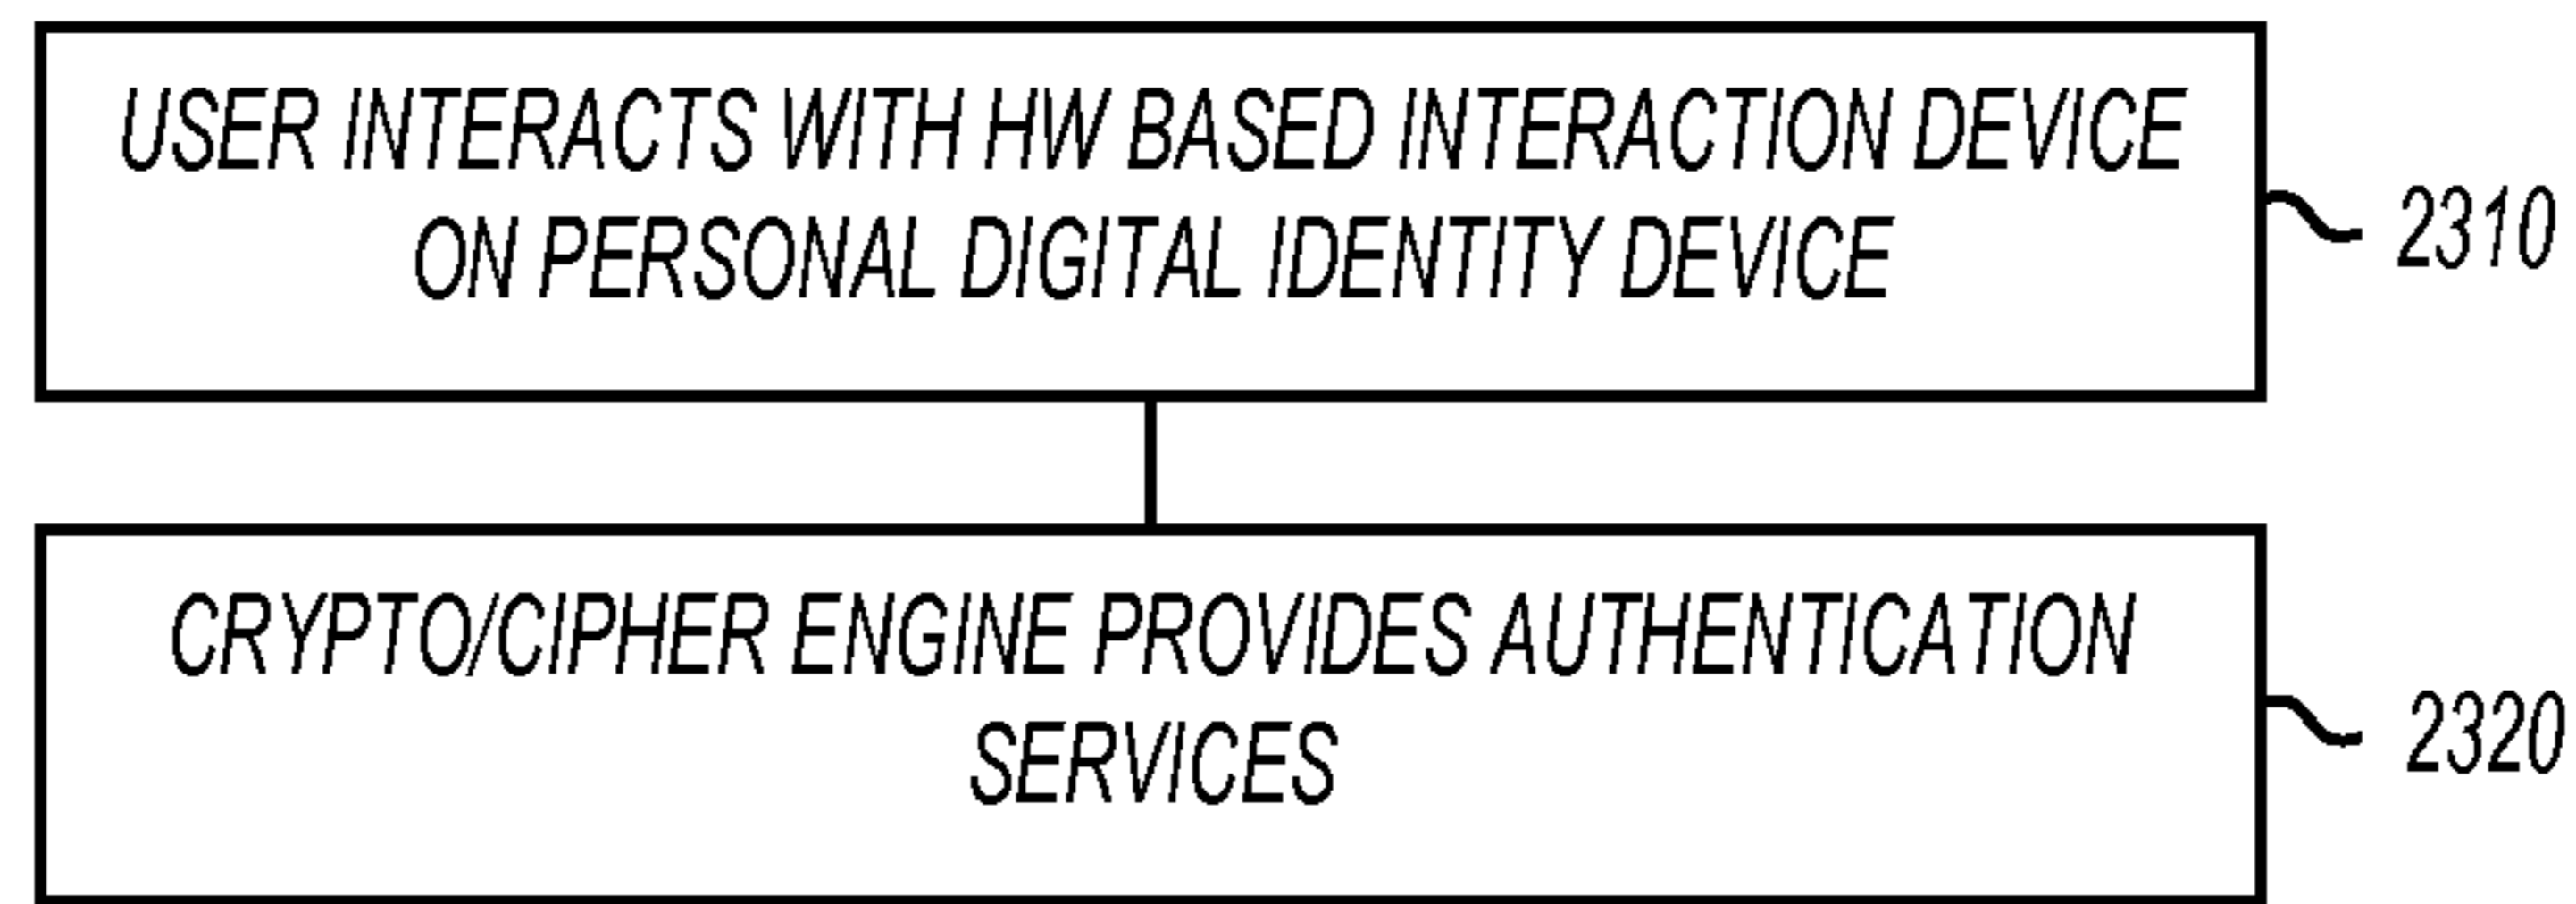 USER INTERACTS WITH HW BASED INTERACTION DEVICE
ON PERSONAL DIGITAL IDENTITY DEVICE
2310
CRYPTO/CIPHER ENGINE PROVIDES AUTHENTICATION
SERVICES
2320